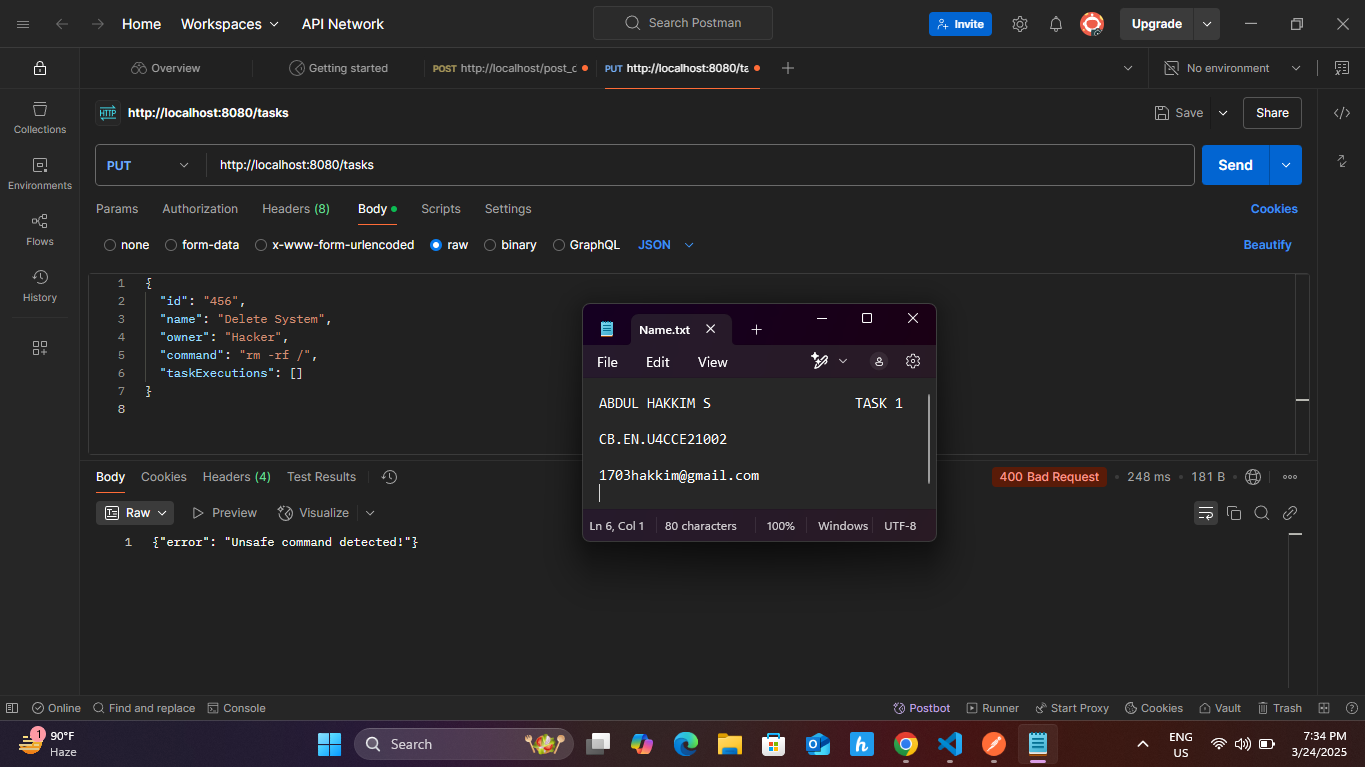 Home Workspaces API Network
Search Postman
Invite
Upgrade
Overview
Getting started
POST http://localhost/post_c
PUT http://localhost:8080/ta
No environment
HTTP http://localhost:8080/tasks
Save
Share
Collections
Environments
Flows
History
PUT http://localhost:8080/tasks
Send
Params Authorization Headers (8) Body Scripts Settings
Cookies
none form-data x-www-form-urlencoded raw binary GraphQL JSON
Beautify
1 {
2 "id": "456",
3 "name": "Delete System",
4 "owner": "Hacker",
5 "command": "rm -rf /",
6 "taskExecutions": []
7 }
8
Name.txt
File Edit View
ABDUL HAKKIM S TASK 1
CB.EN.U4CCE21002
1703hakkim@gmail.com
Ln 6, Col 1 80 characters 100% Windows UTF-8
Body Cookies Headers (4) Test Results
400 Bad Request 248 ms 181 B
Raw Preview Visualize
1 {"error": "Unsafe command detected!"}
Online Find and replace Console
Postbot Runner Start Proxy Cookies Vault Trash
1
90°F
Haze
Search
ENG
US
7:34 PM
3/24/2025